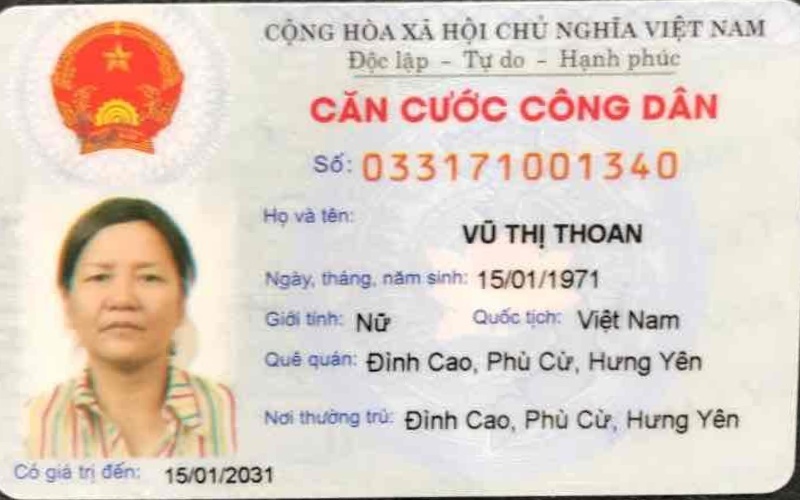 CỘNG HÒA XÃ HỘI CHỦ NGHĨA VIỆT NAM
Độc lập - Tự do - Hạnh phúc
CĂN CƯỚC CÔNG DÂN
Số: 033171001340
Họ và tên:
VŨ THỊ THOAN
Ngày, tháng, năm sinh: 15/01/1971
Giới tính: Nữ Quốc tịch: Việt Nam
Quê quán: Đình Cao, Phù Cừ, Hưng Yên
Nơi thường trú: Đình Cao, Phù Cừ, Hưng Yên
Có giá trị đến: 15/01/2031